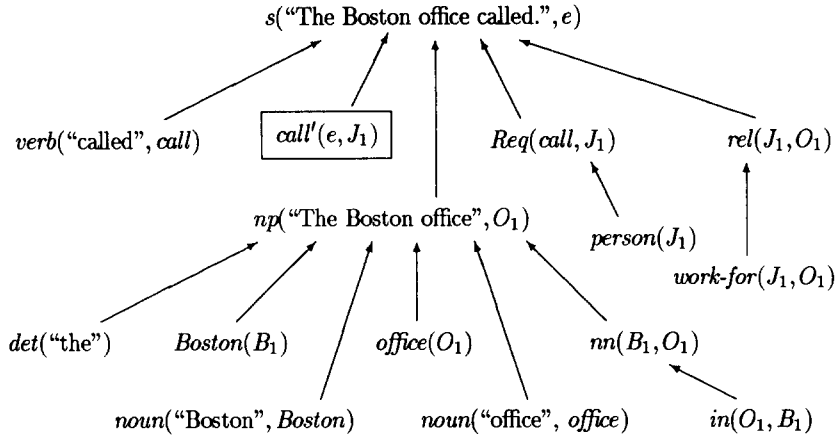 s(“The Boston office called.”, e)
verb(“called”, call) call′(e, J₁) Req(call, J₁) rel(J₁, O₁)
np(“The Boston office”, O₁) person(J₁)
work-for(J₁, O₁)
det(“the”) Boston(B₁) office(O₁) nn(B₁, O₁)
noun(“Boston”, Boston) noun(“office”, office) in(O₁, B₁)